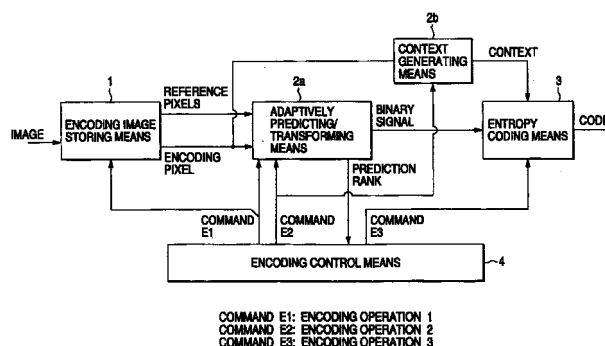 2b
CONTEXT
GENERATING
MEANS
CONTEXT
1
REFERENCE
PIXELS
2a
ADAPTIVELY
PREDICTING/
TRANSFORMING
MEANS
BINARY
SIGNAL
3
IMAGE
ENCODING IMAGE
STORING MEANS
ENCODING
PIXEL
ENTROPY
CODING MEANS
CODE
PREDICTION
RANK
COMMAND
E1
COMMAND
E2
COMMAND
E3
ENCODING CONTROL MEANS
4
COMMAND E1: ENCODING OPERATION 1
COMMAND E2: ENCODING OPERATION 2
COMMAND E3: ENCODING OPERATION 3